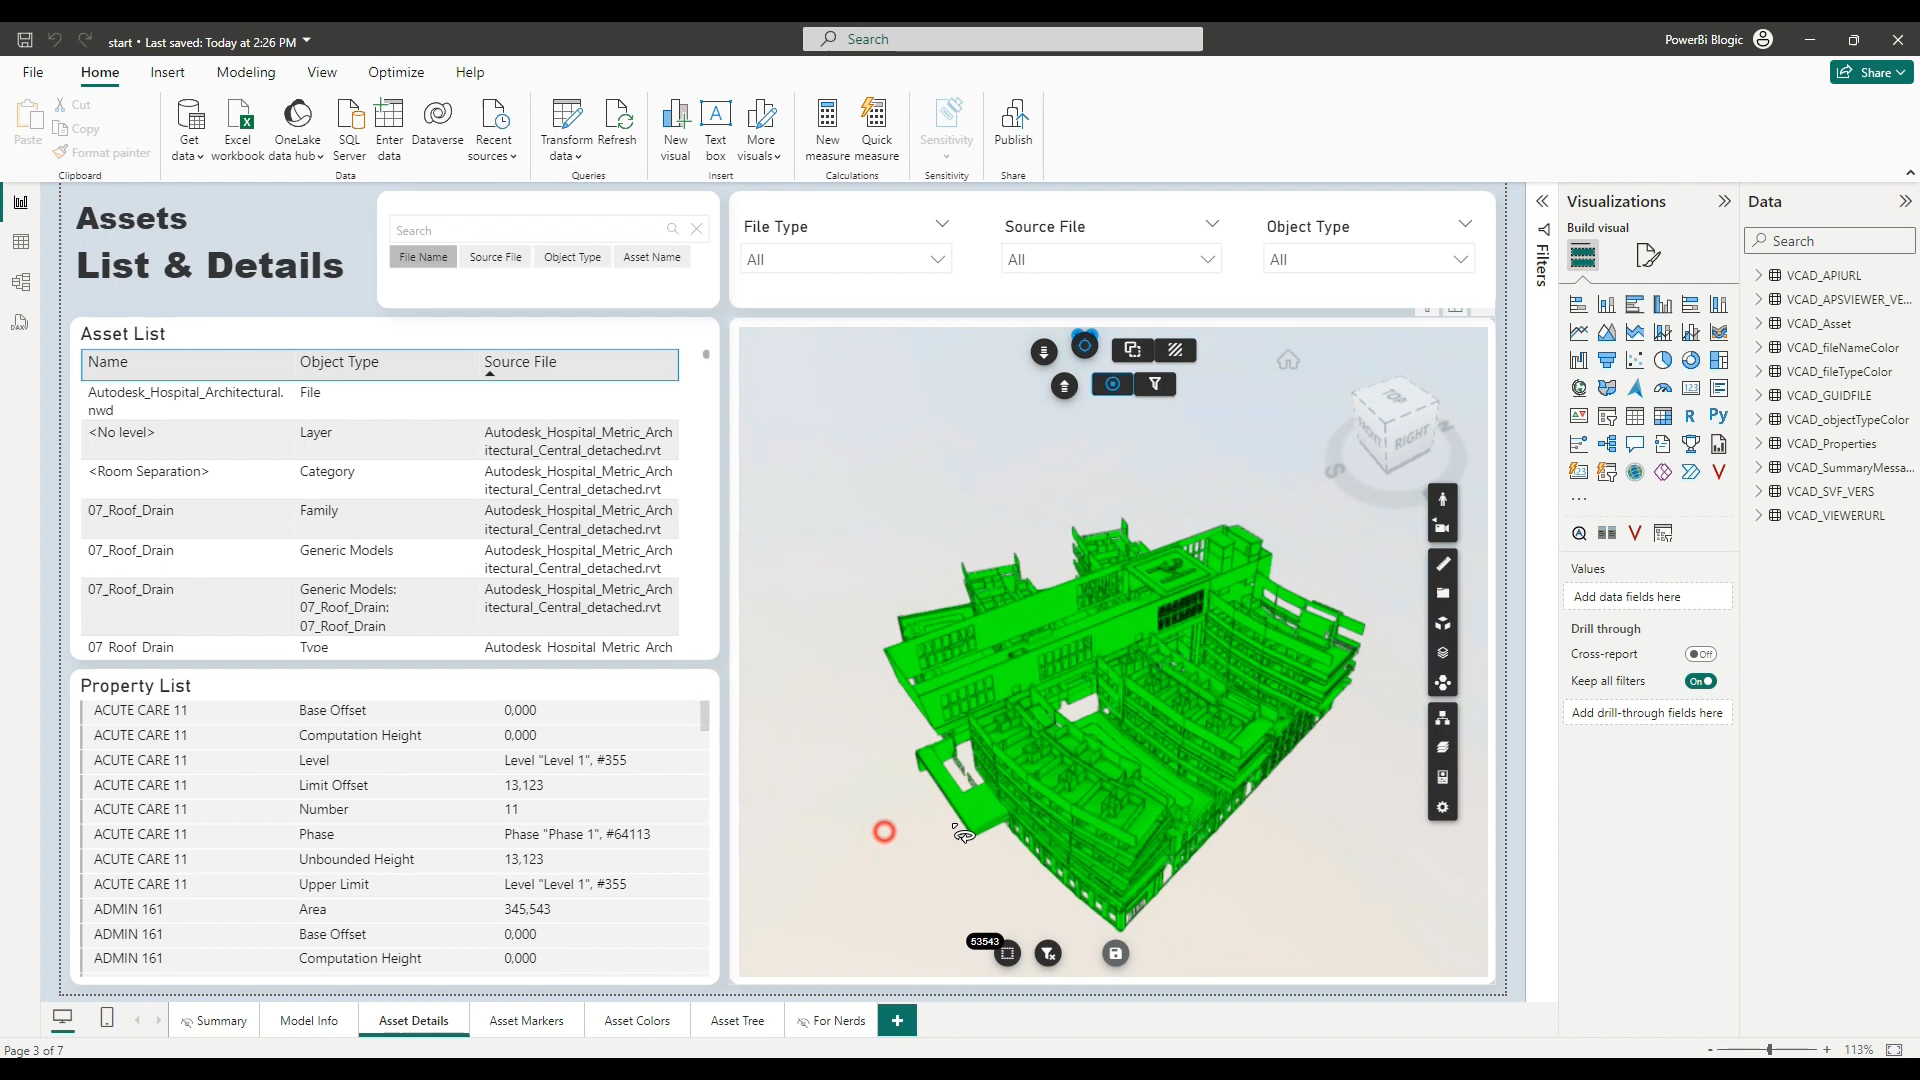 start • Last saved: Today at 2:26 PM
Search
PowerBi Blogic
File
Home
Insert
Modeling
View
Optimize
Help
Share
Paste
Cut
Copy
Format painter
Clipboard
Get data
Excel workbook
OneLake data hub
SQL Server
Enter data
Dataverse
Recent sources
Data
Transform data
Refresh
Queries
New visual
Text box
More visuals
Insert
New measure
Quick measure
Calculations
Sensitivity
Sensitivity
Publish
Share
Assets
List & Details
Search
File Name
Source File
Object Type
Asset Name
File Type
All
Source File
All
Object Type
All
Asset List
Name Object Type Source File
Autodesk_Hospital_Architectural. File
nwd
<No level> Layer Autodesk_Hospital_Metric_Arch
itectural_Central_detached.rvt
<Room Separation> Category Autodesk_Hospital_Metric_Arch
itectural_Central_detached.rvt
07_Roof_Drain Family Autodesk_Hospital_Metric_Arch
itectural_Central_detached.rvt
07_Roof_Drain Generic Models Autodesk_Hospital_Metric_Arch
itectural_Central_detached.rvt
07_Roof_Drain Generic Models: Autodesk_Hospital_Metric_Arch
07_Roof_Drain: itectural_Central_detached.rvt
07_Roof_Drain
07_Roof_Drain Type Autodesk_Hospital_Metric_Arch
Property List
ACUTE CARE 11 Base Offset 0,000
ACUTE CARE 11 Computation Height 0,000
ACUTE CARE 11 Level Level "Level 1", #355
ACUTE CARE 11 Limit Offset 13,123
ACUTE CARE 11 Number 11
ACUTE CARE 11 Phase Phase "Phase 1", #64113
ACUTE CARE 11 Unbounded Height 13,123
ACUTE CARE 11 Upper Limit Level "Level 1", #355
ADMIN 161 Area 345,543
ADMIN 161 Base Offset 0,000
ADMIN 161 Computation Height 0,000
TOP
RIGHT
S
53543
Filters
Visualizations
Build visual
123
R
Py
123
Values
Add data fields here
Drill through
Cross-report Off
Keep all filters On
Add drill-through fields here
Data
Search
VCAD_APIURL
VCAD_APSVIEWER_VE...
VCAD_Asset
VCAD_fileNameColor
VCAD_fileTypeColor
VCAD_GUIDFILE
VCAD_objectTypeColor
VCAD_Properties
VCAD_SummaryMessa...
VCAD_SVF_VERS
VCAD_VIEWERURL
Summary
Model Info
Asset Details
Asset Markers
Asset Colors
Asset Tree
For Nerds
+
Page 3 of 7
- + 113%